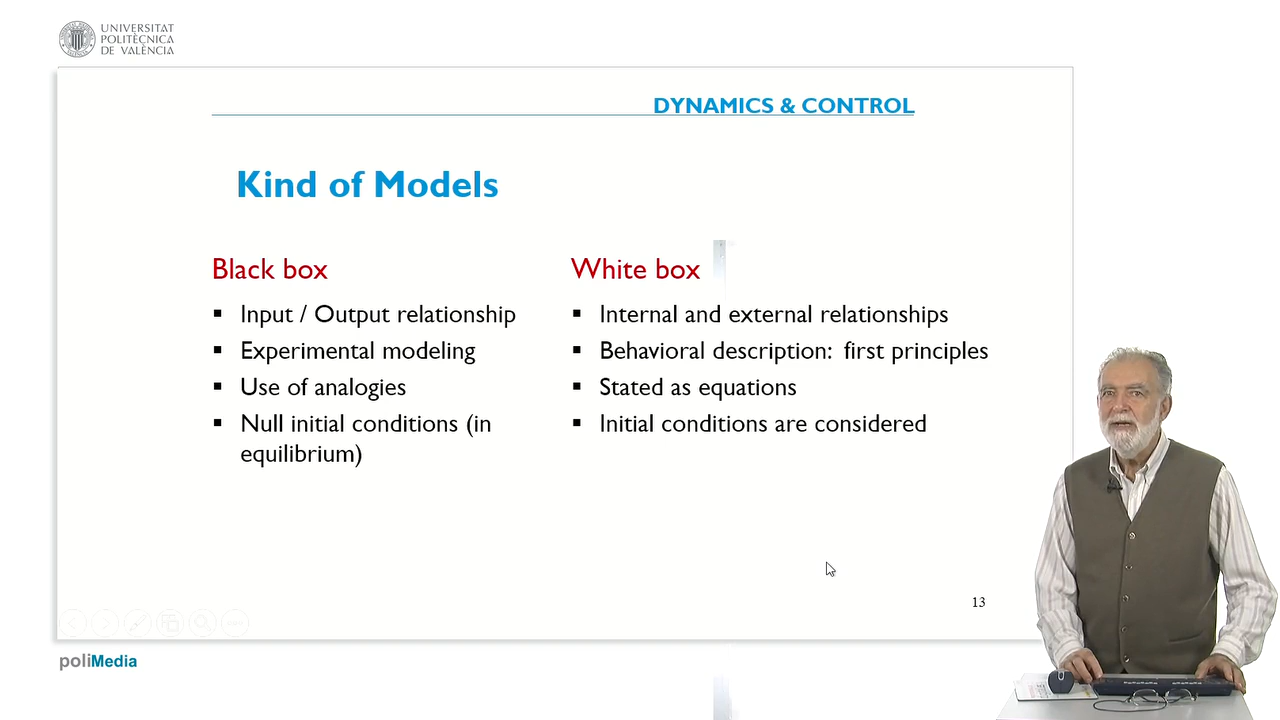 UNIVERSITAT
POLITÈCNICA
DE VALÈNCIA
DYNAMICS & CONTROL
Kind of Models
Black box
▪ Input / Output relationship
▪ Experimental modeling
▪ Use of analogies
▪ Null initial conditions (in
equilibrium)
White box
▪ Internal and external relationships
▪ Behavioral description: first principles
▪ Stated as equations
▪ Initial conditions are considered
13
poliMedia